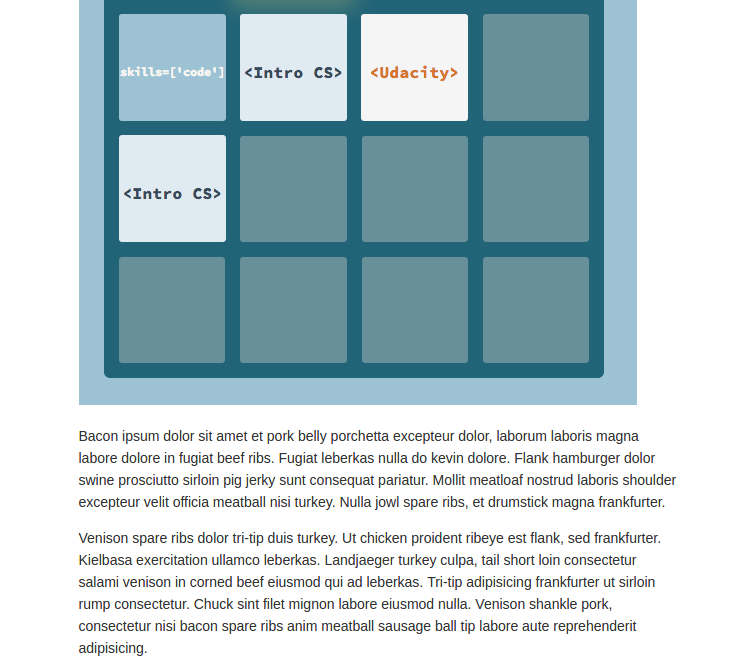 skills=['code'] <Intro CS> <Udacity>
<Intro CS>
Bacon ipsum dolor sit amet et pork belly porchetta excepteur dolor, laborum laboris magna
labore dolore in fugiat beef ribs. Fugiat leberkas nulla do kevin dolore. Flank hamburger dolor
swine prosciutto sirloin pig jerky sunt consequat pariatur. Mollit meatloaf nostrud laboris shoulder
excepteur velit officia meatball nisi turkey. Nulla jowl spare ribs, et drumstick magna frankfurter.
Venison spare ribs dolor tri-tip duis turkey. Ut chicken proident ribeye est flank, sed frankfurter.
Kielbasa exercitation ullamco leberkas. Landjaeger turkey culpa, tail short loin consectetur
salami venison in corned beef eiusmod qui ad leberkas. Tri-tip adipisicing frankfurter ut sirloin
rump consectetur. Chuck sint filet mignon labore eiusmod nulla. Venison shankle pork,
consectetur nisi bacon spare ribs anim meatball sausage ball tip labore aute reprehenderit
adipisicing.